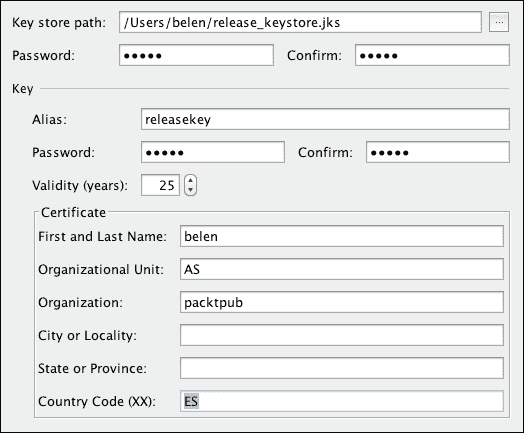 Key store path: /Users/belen/release_keystore.jks ...
Password: ••••• Confirm: •••••
Key
Alias: releasekey
Password: ••••• Confirm: •••••
Validity (years): 25
Certificate
First and Last Name: belen
Organizational Unit: AS
Organization: packtpub
City or Locality:
State or Province:
Country Code (XX): ES